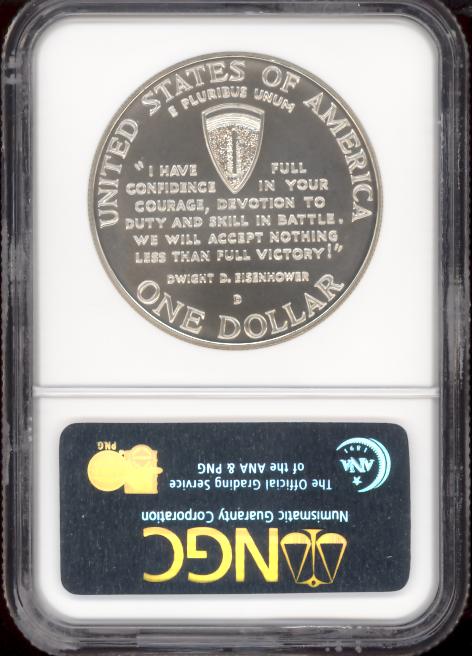 UNITED STATES OF AMERICA
E PLURIBUS UNUM
"I HAVE FULL
CONFIDENCE IN YOUR
COURAGE, DEVOTION TO
DUTY AND SKILL IN BATTLE.
WE WILL ACCEPT NOTHING
LESS THAN FULL VICTORY!"
DWIGHT D. EISENHOWER
D
ONE DOLLAR
NGC
Numismatic Guaranty Corporation
The Official Grading Service
of the ANA & PNG
ANA
1891
PNG